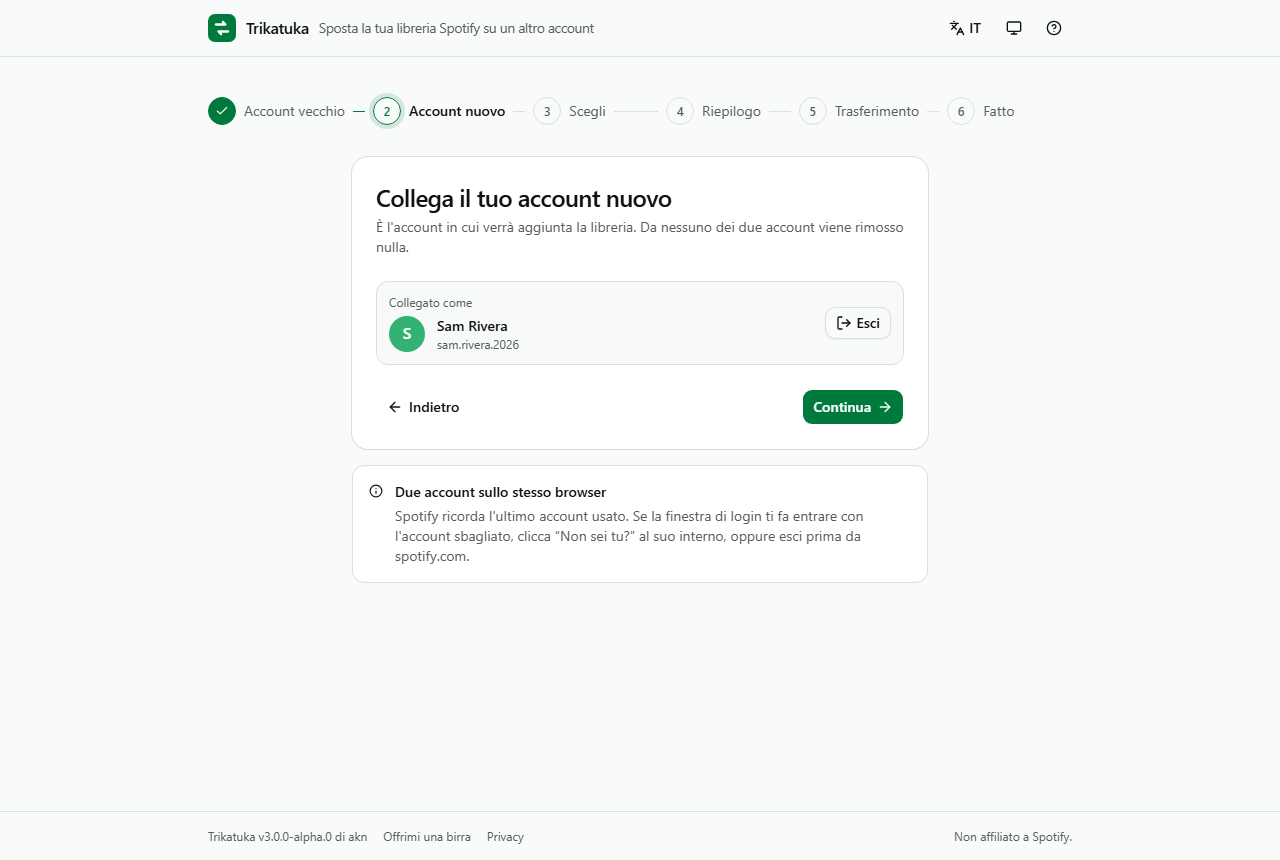 Trikatuka Sposta la tua libreria Spotify su un altro account IT
Account vecchio 2 Account nuovo 3 Scegli 4 Riepilogo 5 Trasferimento 6 Fatto
Collega il tuo account nuovo
È l'account in cui verrà aggiunta la libreria. Da nessuno dei due account viene rimosso
nulla.
Collegato come
S
Sam Rivera
sam.rivera.2026
Esci
Indietro
Continua
Due account sullo stesso browser
Spotify ricorda l'ultimo account usato. Se la finestra di login ti fa entrare con
l'account sbagliato, clicca “Non sei tu?” al suo interno, oppure esci prima da
spotify.com.
Trikatuka v3.0.0-alpha.0 di akn Offrimi una birra Privacy Non affiliato a Spotify.